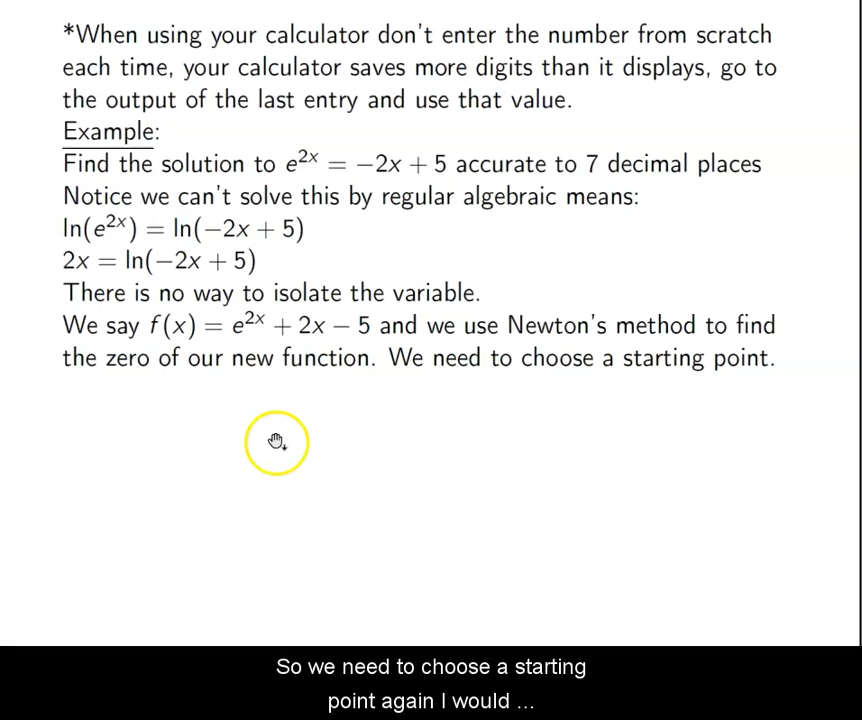 *When using your calculator don't enter the number from scratch
each time, your calculator saves more digits than it displays, go to
the output of the last entry and use that value.
Example:
Find the solution to e^{2x} = −2x + 5 accurate to 7 decimal places
Notice we can't solve this by regular algebraic means:
ln(e^{2x}) = ln(−2x + 5)
2x = ln(−2x + 5)
There is no way to isolate the variable.
We say f(x) = e^{2x} + 2x − 5 and we use Newton's method to find
the zero of our new function. We need to choose a starting point.
So we need to choose a starting
point again I would ...